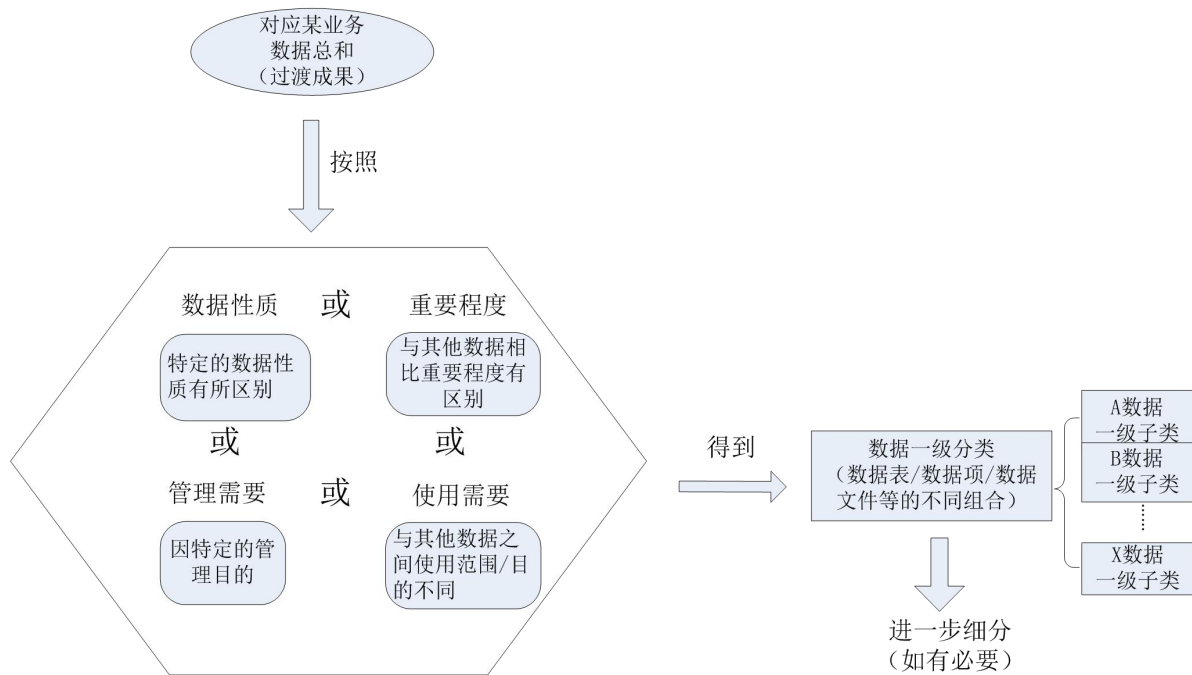 对应某业务
数据总和
（过渡成果）
按照
数据性质 或 重要程度
特定的数据性
质有所区别
与其他数据相
比重要程度有
区别
或 或
管理需要 或 使用需要
因特定的管
理目的
与其他数据之
间使用范围/目
的不同
得到
数据一级分类
（数据表/数据项/数据
文件等的不同组合）
A数据
一级子类
B数据
一级子类
……
X数据
一级子类
进一步细分
（如有必要）